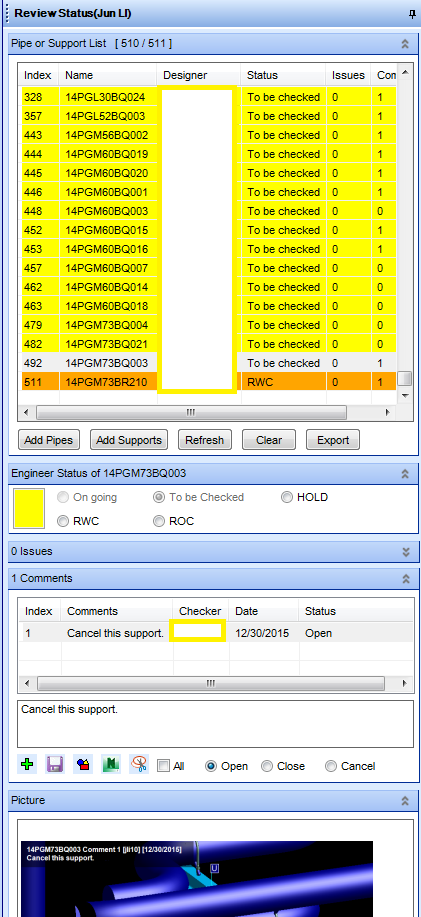 Review Status(Jun LI)
Pipe or Support List [ 510 / 511 ]
Index Name Designer Status Issues Com
328 14PGL30BQ024 To be checked 0 1
357 14PGL52BQ003 To be checked 0 1
443 14PGM56BQ002 To be checked 0 1
444 14PGM60BQ019 To be checked 0 1
445 14PGM60BQ020 To be checked 0 1
446 14PGM60BQ001 To be checked 0 1
448 14PGM60BQ003 To be checked 0 0
452 14PGM60BQ015 To be checked 0 1
453 14PGM60BQ016 To be checked 0 1
457 14PGM60BQ007 To be checked 0 0
462 14PGM60BQ014 To be checked 0 0
463 14PGM60BQ018 To be checked 0 0
479 14PGM73BQ004 To be checked 0 0
482 14PGM73BQ021 To be checked 0 0
492 14PGM73BQ003 To be checked 0 1
511 14PGM73BR210 RWC 0 1
Add Pipes Add Supports Refresh Clear Export
Engineer Status of 14PGM73BQ003
On going To be Checked HOLD
RWC ROC
0 Issues
1 Comments
Index Comments Checker Date Status
1 Cancel this support. 12/30/2015 Open
Cancel this support.
All Open Close Cancel
Picture
14PGM73BQ003 Comment 1 [jli10] [12/30/2015]
Cancel this support.
U